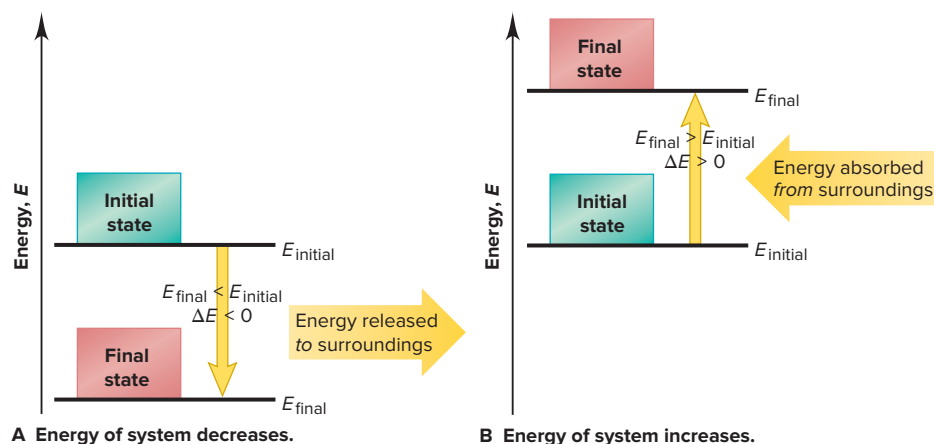 Energy, E
Initial
state
E initial
E final < E initial
ΔE < 0
Final
state
E final
Energy released
to surroundings
A Energy of system decreases.
Energy, E
Final
state
E final
E final > E initial
ΔE > 0
Initial
state
E initial
Energy absorbed
from surroundings
B Energy of system increases.